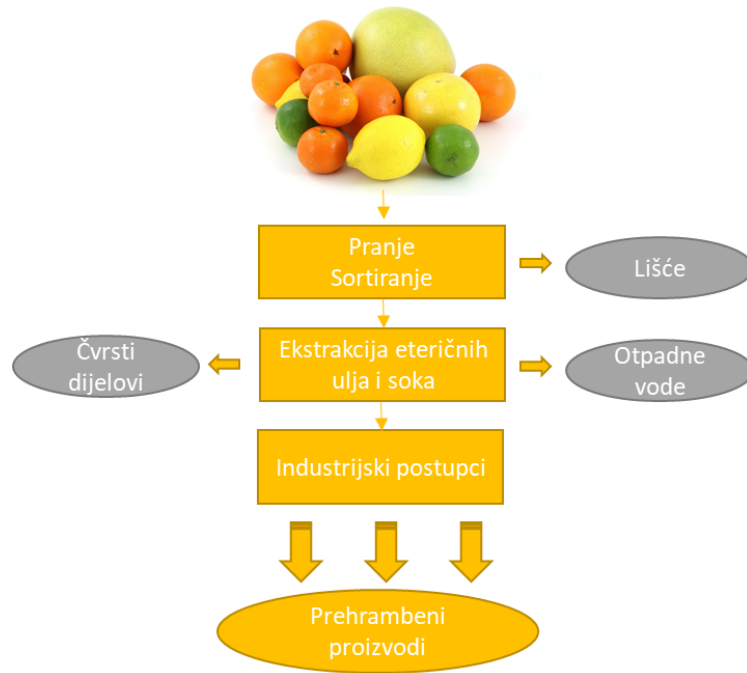 Pranje
Sortiranje
Lišće
Čvrsti
dijelovi
Ekstrakcija eteričnih
ulja i soka
Otpadne
vode
Industrijski postupci
Prehrambeni
proizvodi